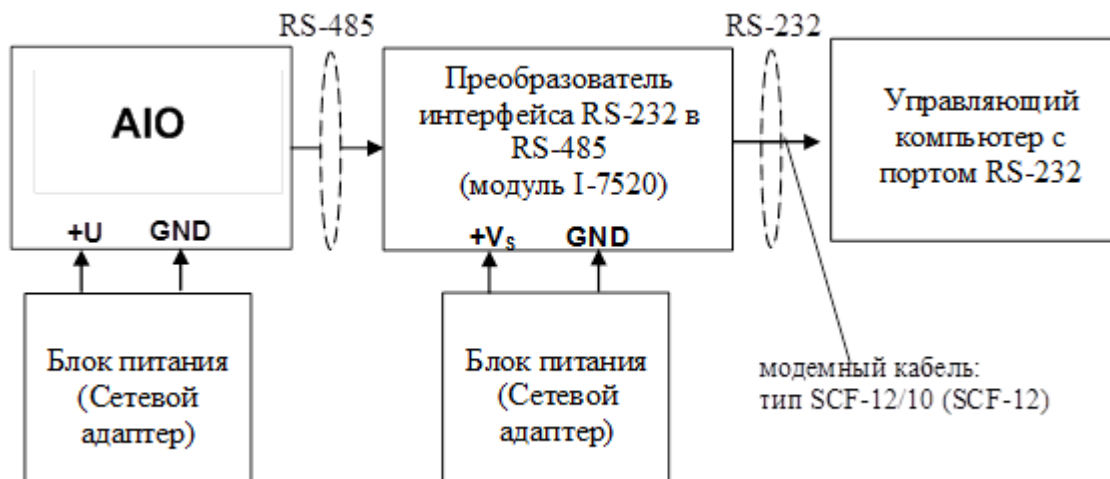 RS-485
RS-232
AIO
+U GND
Преобразователь
интерфейса RS-232 в
RS-485
(модуль I-7520)
+Vs GND
Управляющий
компьютер с
портом RS-232
Блок питания
(Сетевой
адаптер)
Блок питания
(Сетевой
адаптер)
модемный кабель:
тип SCF-12/10 (SCF-12)